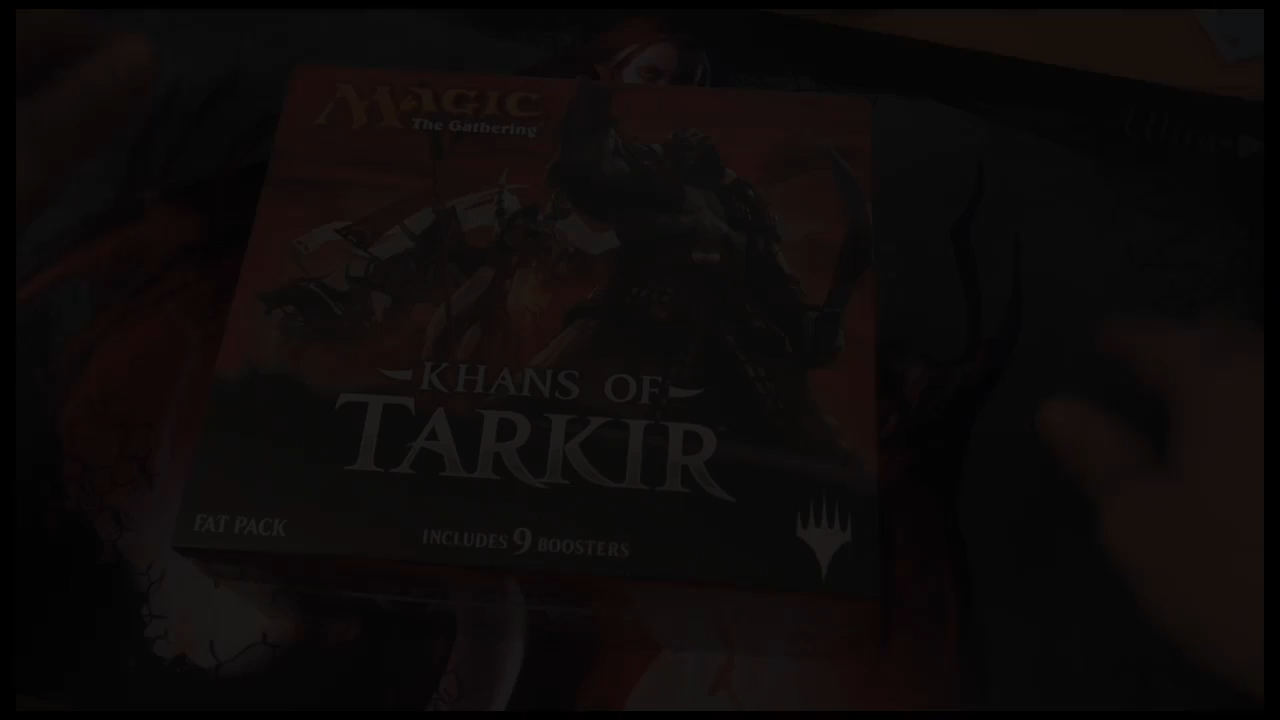 MAGIC
The Gathering
KHANS OF
TARKIR
FAT PACK
INCLUDES 9 BOOSTERS